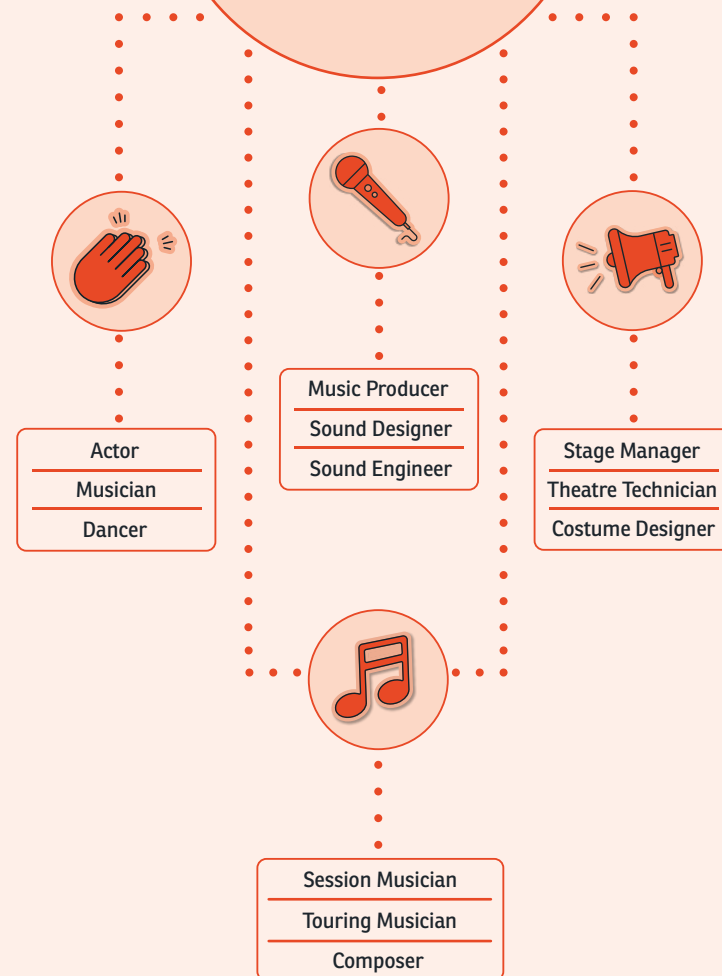 Music Producer
Sound Designer
Sound Engineer
Actor
Musician
Dancer
Stage Manager
Theatre Technician
Costume Designer
Session Musician
Touring Musician
Composer